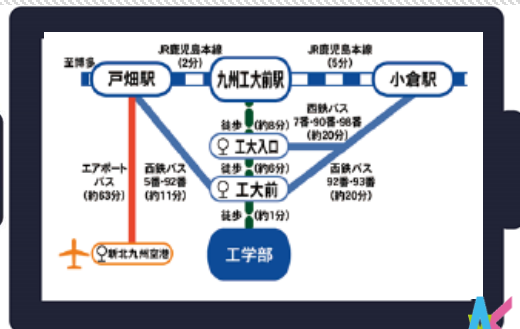 JR鹿児島本線
(2分)
JR鹿児島本線
(5分)
至博多
戸畑駅
九州工大前駅
小倉駅
徒歩 (約8分)
西鉄バス
7番・90番・98番
(約20分)
工大入口
徒歩 (約6分)
エアポート
バス
(約63分)
西鉄バス
5番・92番
(約11分)
工大前
西鉄バス
92番・93番
(約20分)
徒歩 (約1分)
新北九州空港
工学部